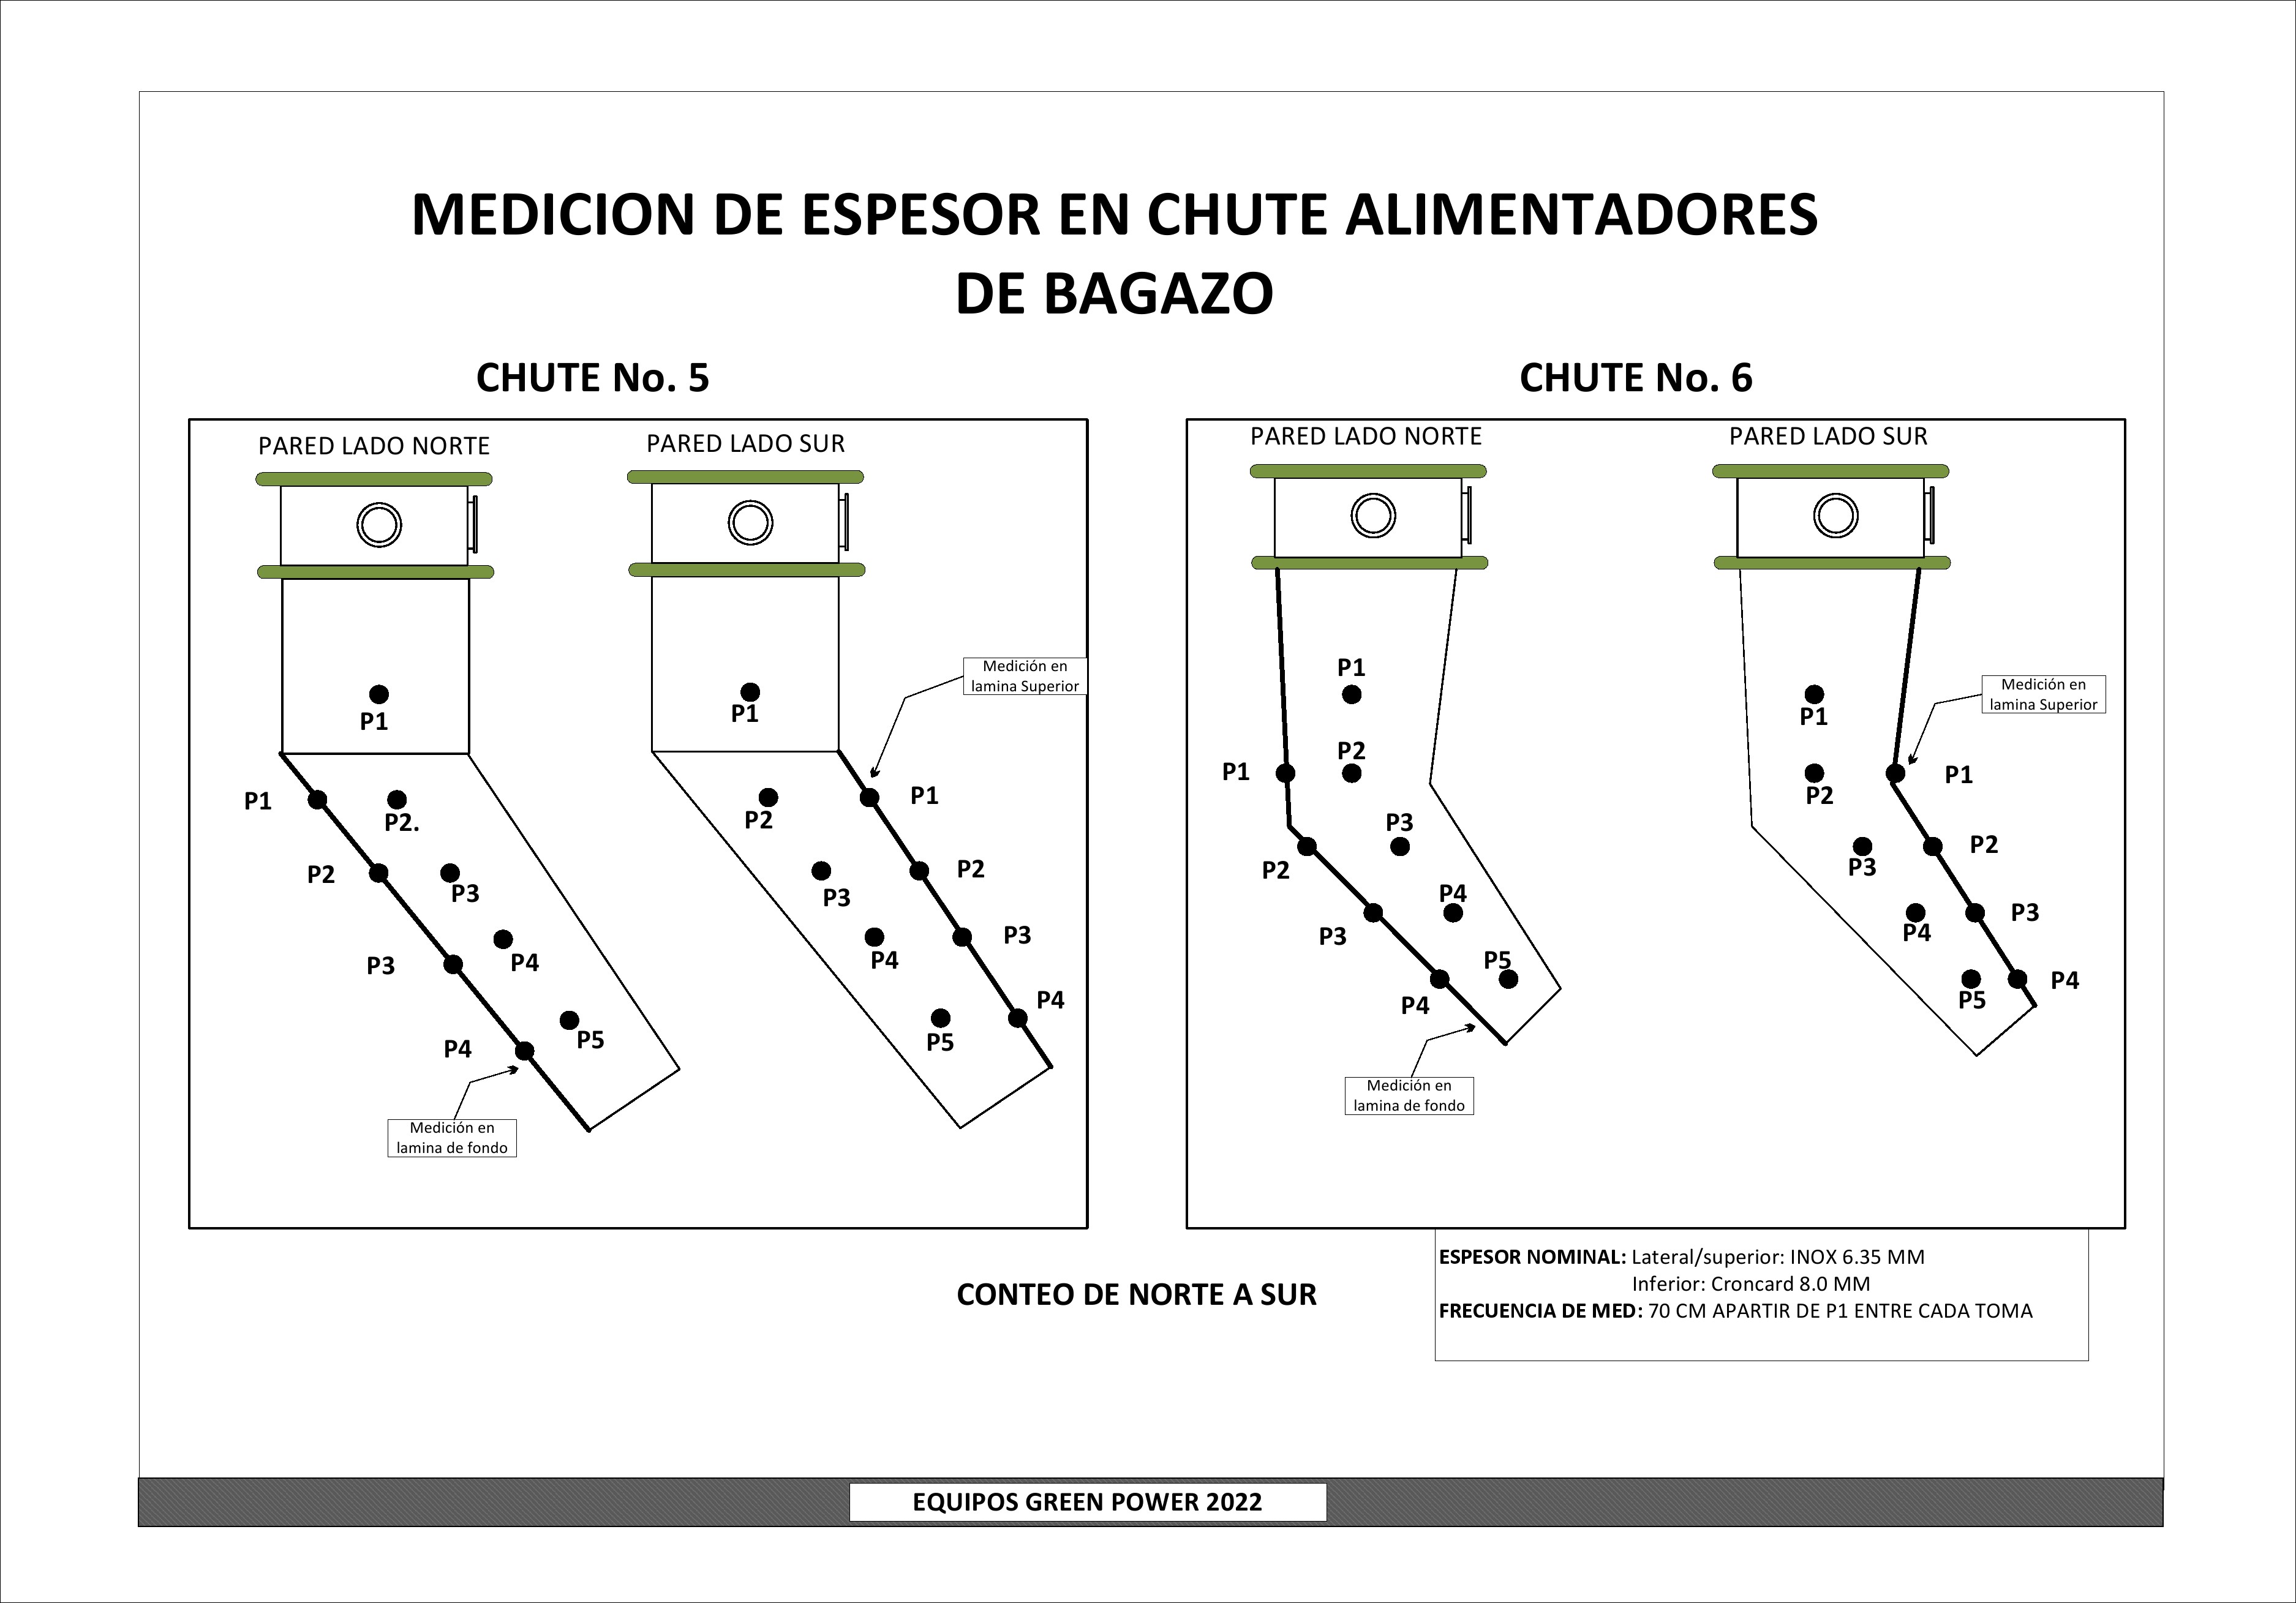 MEDICION DE ESPESOR EN CHUTE ALIMENTADORES
DE BAGAZO
CHUTE No. 5
PARED LADO NORTE
P1
P1
P2.
P2
P3
P3
P4
P4
P5
Medición en
lamina de fondo
PARED LADO SUR
Medición en
lamina Superior
P1
P1
P2
P2
P3
P3
P4
P4
P5
CHUTE No. 6
PARED LADO NORTE
P1
P2
P1
P3
P2
P4
P3
P5
P4
Medición en
lamina de fondo
PARED LADO SUR
Medición en
lamina Superior
P1
P1
P2
P2
P3
P3
P4
P4
P5
CONTEO DE NORTE A SUR
ESPESOR NOMINAL: Lateral/superior: INOX 6.35 MM
Inferior: Croncard 8.0 MM
FRECUENCIA DE MED: 70 CM APARTIR DE P1 ENTRE CADA TOMA
EQUIPOS GREEN POWER 2022